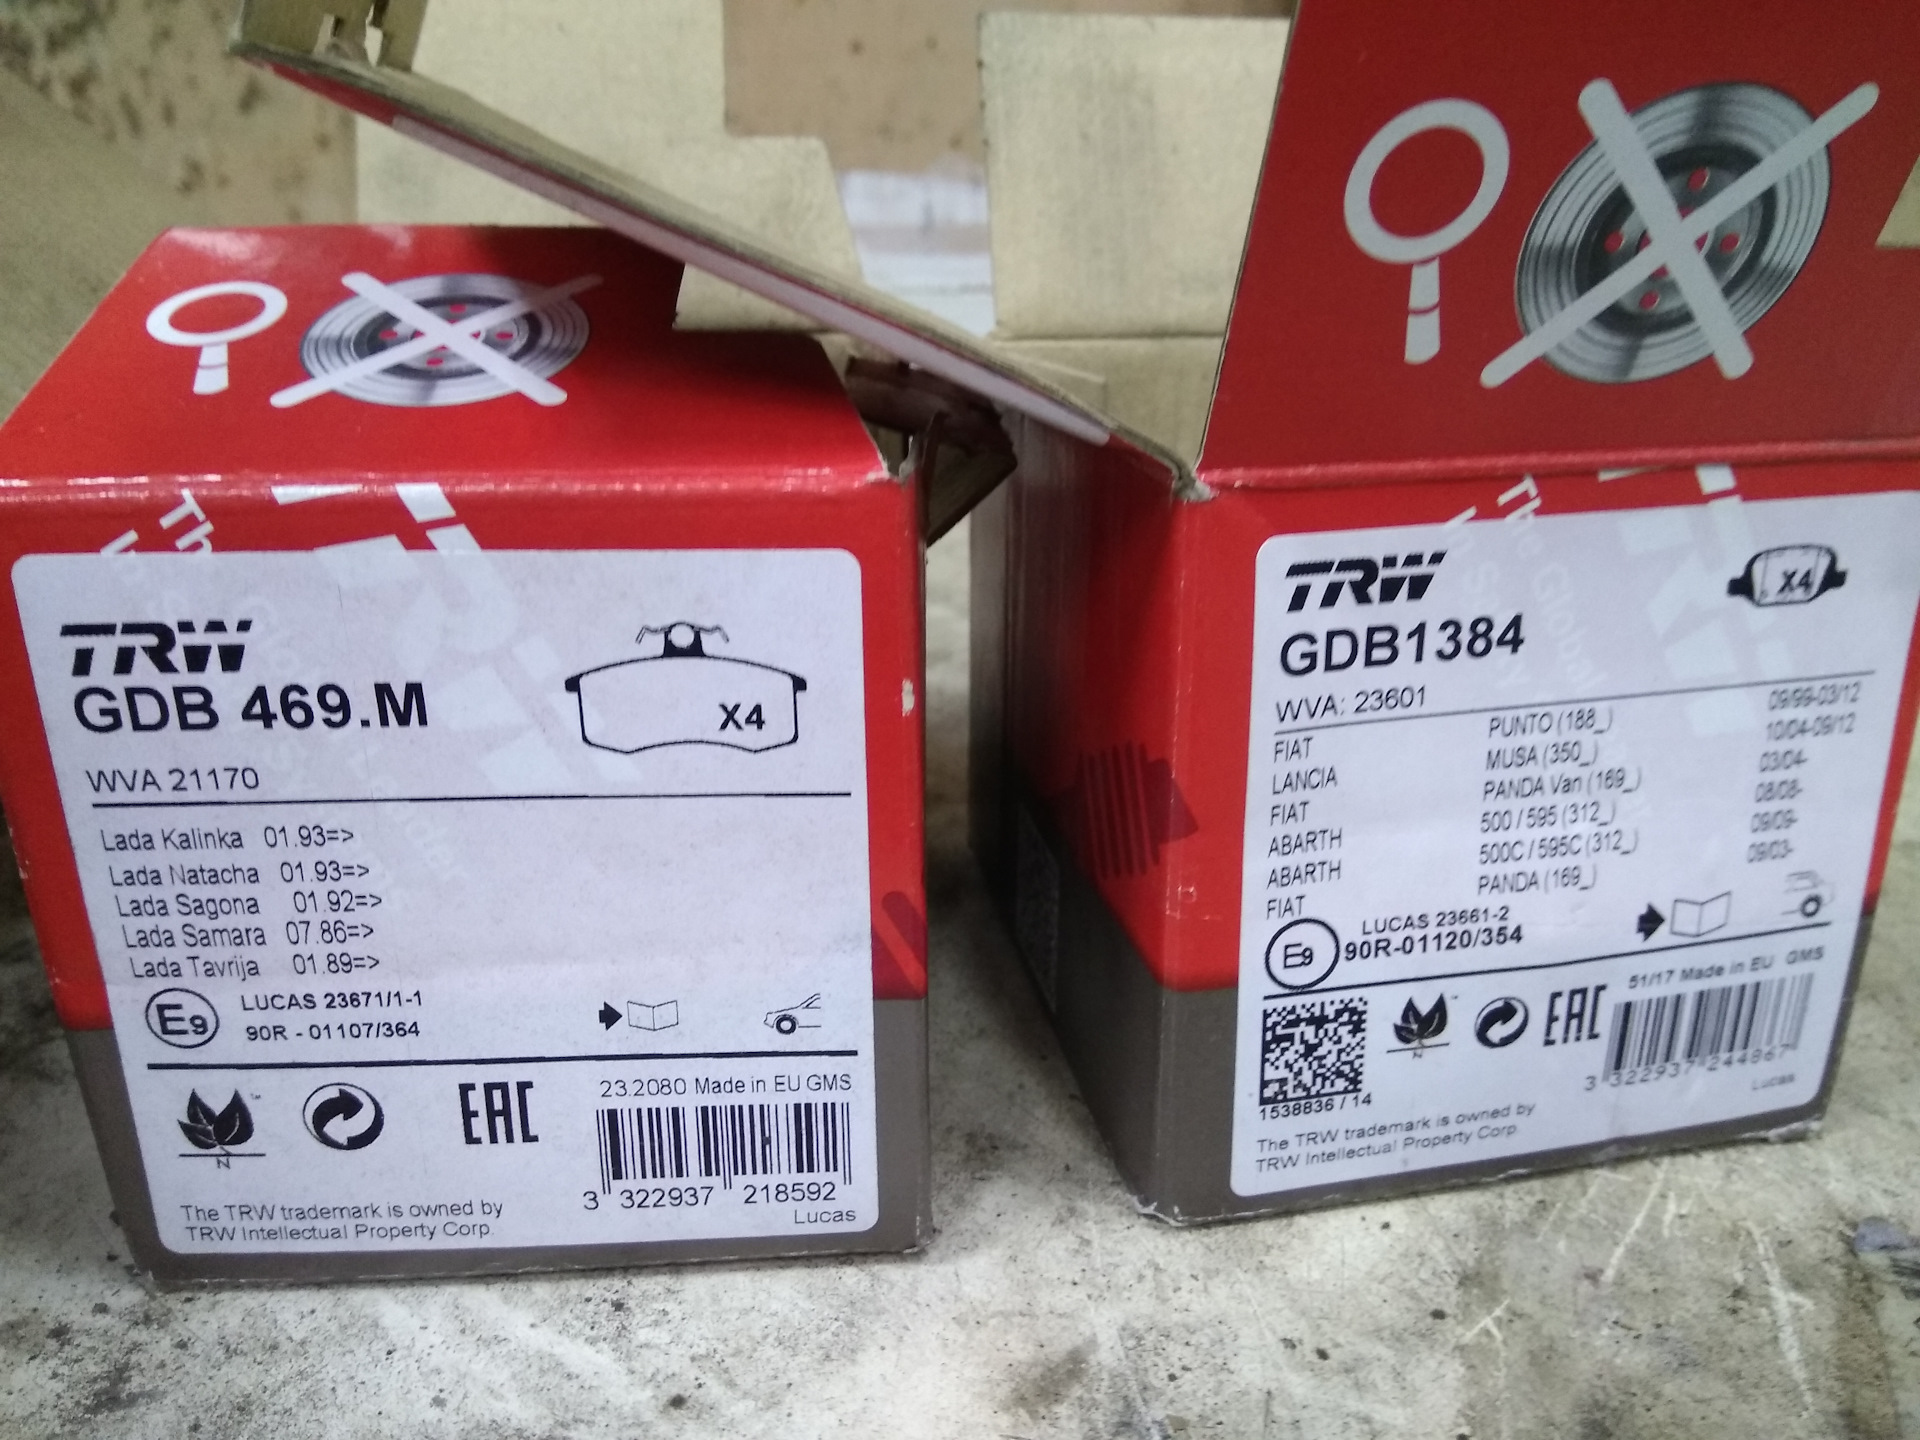 TRW
GDB 469.M
X4
WVA 21170
Lada Kalinka 01.93=>
Lada Natacha 01.93=>
Lada Sagona 01.92=>
Lada Samara 07.86=>
Lada Tavrija 01.89=>
E9
LUCAS 23671/1-1
90R - 01107/364
N
EAC
23.2080 Made in EU GMS
3 322937 218592
Lucas
The TRW trademark is owned by
TRW Intellectual Property Corp.
TRW
X4
GDB1384
WVA: 23601
FIAT PUNTO (188_) 09/99-03/12
LANCIA MUSA (350_) 10/04-09/12
FIAT PANDA Van (169_) 03/04-
ABARTH 500 / 595 (312_) 08/08-
ABARTH 500C / 595C (312_) 09/09-
FIAT PANDA (169_) 09/03-
E9
LUCAS 23661-2
90R-01120/354
51/17 Made in EU GMS
N
EAC
3 322937 244867
Lucas
1538836 / 14
The TRW trademark is owned by
TRW Intellectual Property Corp.